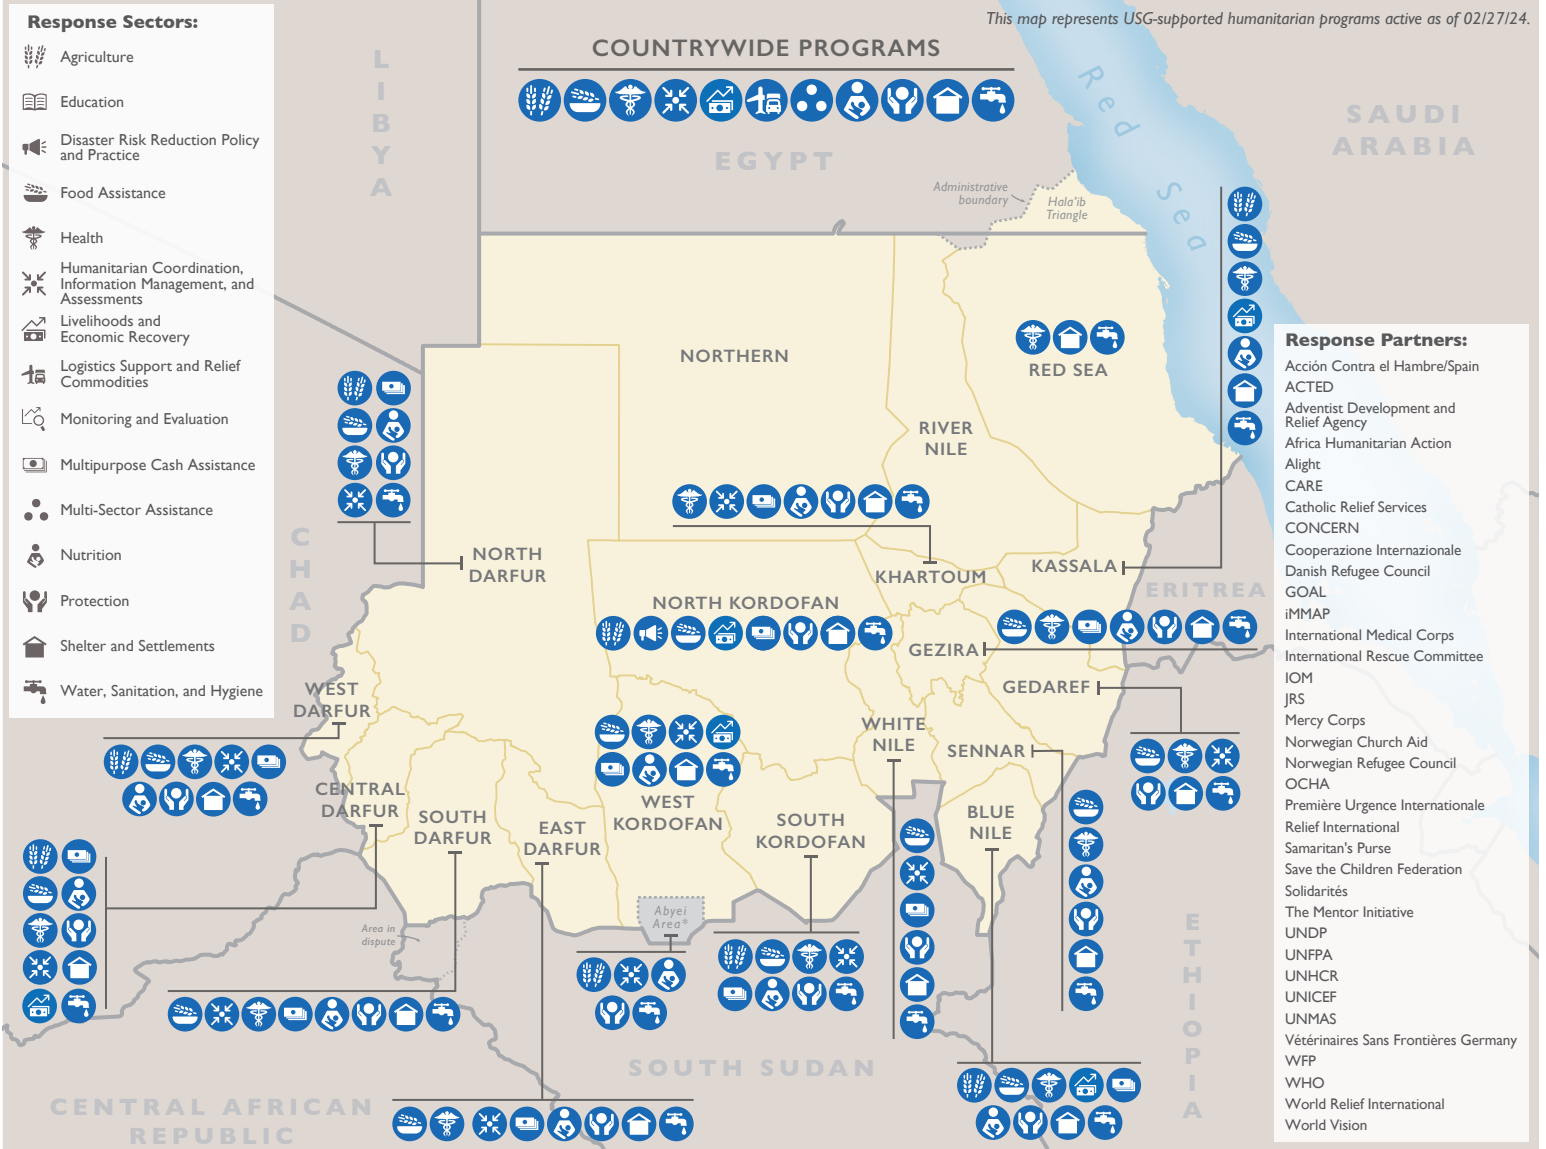 This map represents USG-supported humanitarian programs active as of 02/27/24.
COUNTRYWIDE PROGRAMS
Response Sectors:
Agriculture
Education
Disaster Risk Reduction Policy
and Practice
Food Assistance
Health
Humanitarian Coordination,
Information Management, and
Assessments
Livelihoods and
Economic Recovery
Logistics Support and Relief
Commodities
Monitoring and Evaluation
Multipurpose Cash Assistance
Multi-Sector Assistance
Nutrition
Protection
Shelter and Settlements
Water, Sanitation, and Hygiene
LIBYA
EGYPT
Red Sea
SAUDI
ARABIA
Administrative
boundary
Hala'ib
Triangle
NORTHERN
RED SEA
RIVER
NILE
CHAD
NORTH
DARFUR
KHARTOUM
KASSALA
ERITREA
NORTH KORDOFAN
GEZIRA
GEDAREF
WEST
DARFUR
WHITE
NILE
SENNAR
CENTRAL
DARFUR
SOUTH
DARFUR
EAST
DARFUR
WEST
KORDOFAN
SOUTH
KORDOFAN
BLUE
NILE
Abyei
Area*
Area in
dispute
ETHIOPIA
SOUTH SUDAN
CENTRAL AFRICAN
REPUBLIC
Response Partners:
Acción Contra el Hambre/Spain
ACTED
Adventist Development and
Relief Agency
Africa Humanitarian Action
Alight
CARE
Catholic Relief Services
CONCERN
Cooperazione Internazionale
Danish Refugee Council
GOAL
iMMAP
International Medical Corps
International Rescue Committee
IOM
JRS
Mercy Corps
Norwegian Church Aid
Norwegian Refugee Council
OCHA
Première Urgence Internationale
Relief International
Samaritan's Purse
Save the Children Federation
Solidarités
The Mentor Initiative
UNDP
UNFPA
UNHCR
UNICEF
UNMAS
Vétérinaires Sans Frontières Germany
WFP
WHO
World Relief International
World Vision